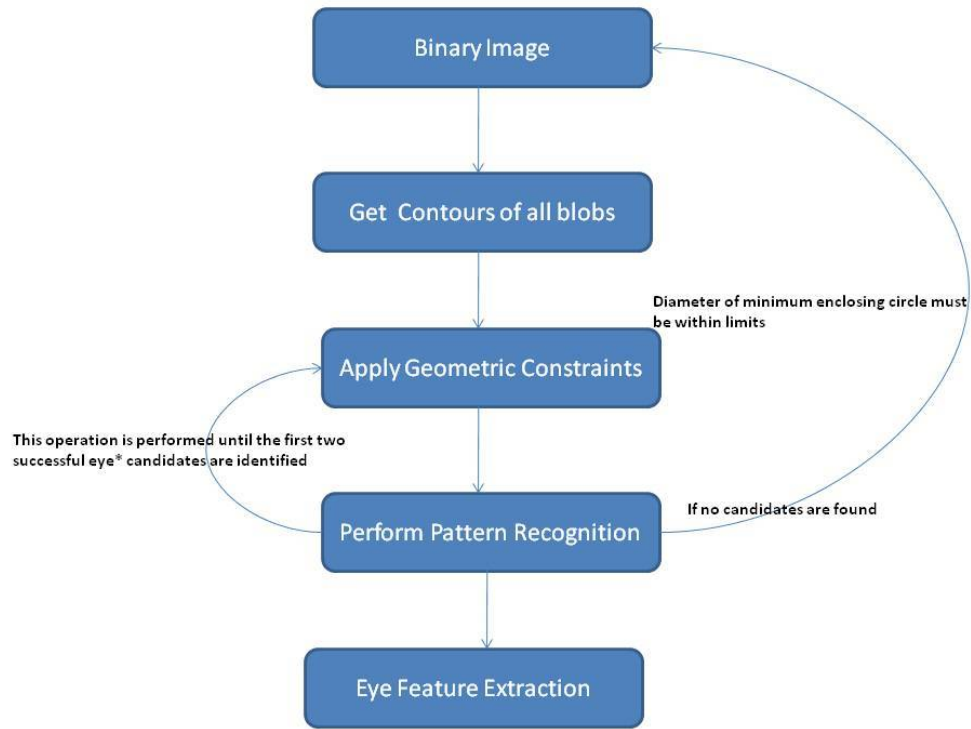 Binary Image
Get Contours of all blobs
Diameter of minimum enclosing circle must
be within limits
Apply Geometric Constraints
This operation is performed until the first two
successful eye* candidates are identified
If no candidates are found
Perform Pattern Recognition
Eye Feature Extraction